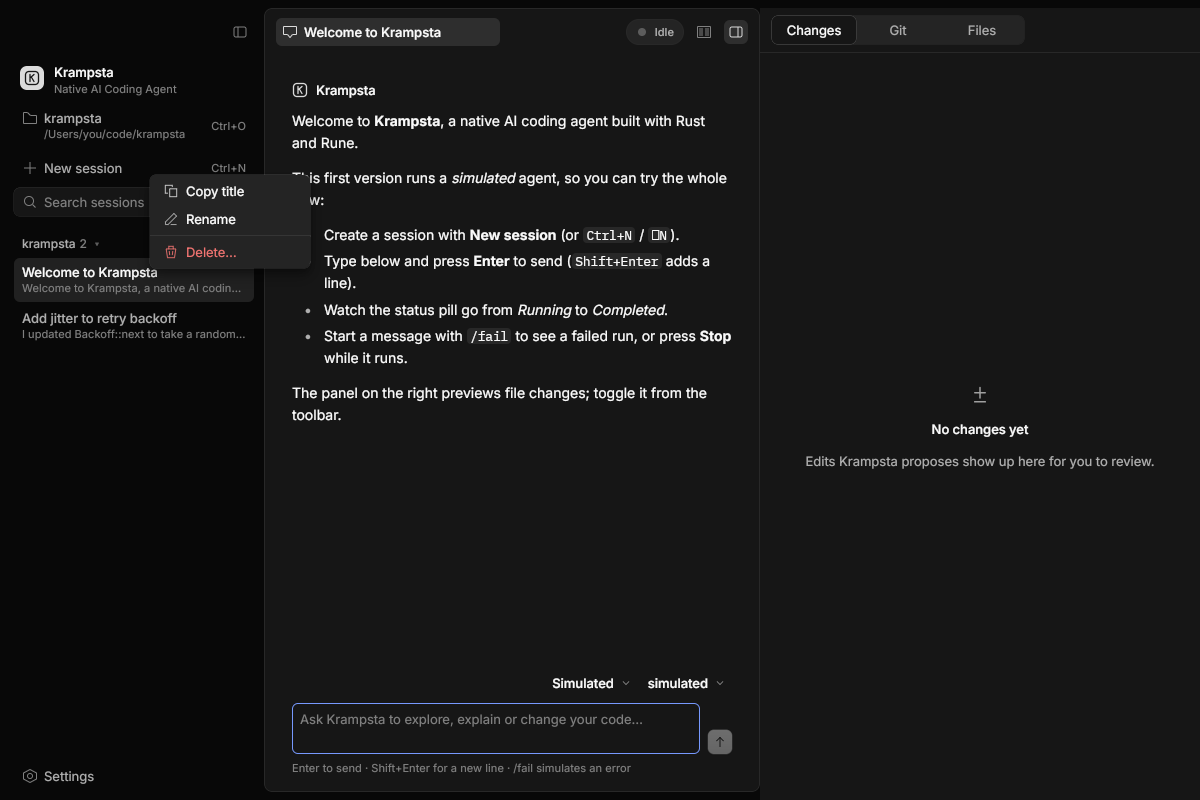 Krampsta
Native AI Coding Agent
krampsta
/Users/you/code/krampsta
Ctrl+O
New session
Ctrl+N
Search sessions
krampsta 2
Welcome to Krampsta
Welcome to Krampsta, a native AI codin...
Add jitter to retry backoff
I updated Backoff::next to take a random...
Settings
Copy title
Rename
Delete...
Welcome to Krampsta
Idle
Krampsta
Welcome to Krampsta, a native AI coding agent built with Rust
and Rune.
This first version runs a simulated agent, so you can try the whole
Create a session with New session (or Ctrl+N / N).
Type below and press Enter to send (Shift+Enter adds a
line).
• Watch the status pill go from Running to Completed.
• Start a message with /fail to see a failed run, or press Stop
while it runs.
The panel on the right previews file changes; toggle it from the
toolbar.
Simulated
simulated
Ask Krampsta to explore, explain or change your code...
Enter to send · Shift+Enter for a new line · /fail simulates an error
Changes
Git
Files
No changes yet
Edits Krampsta proposes show up here for you to review.